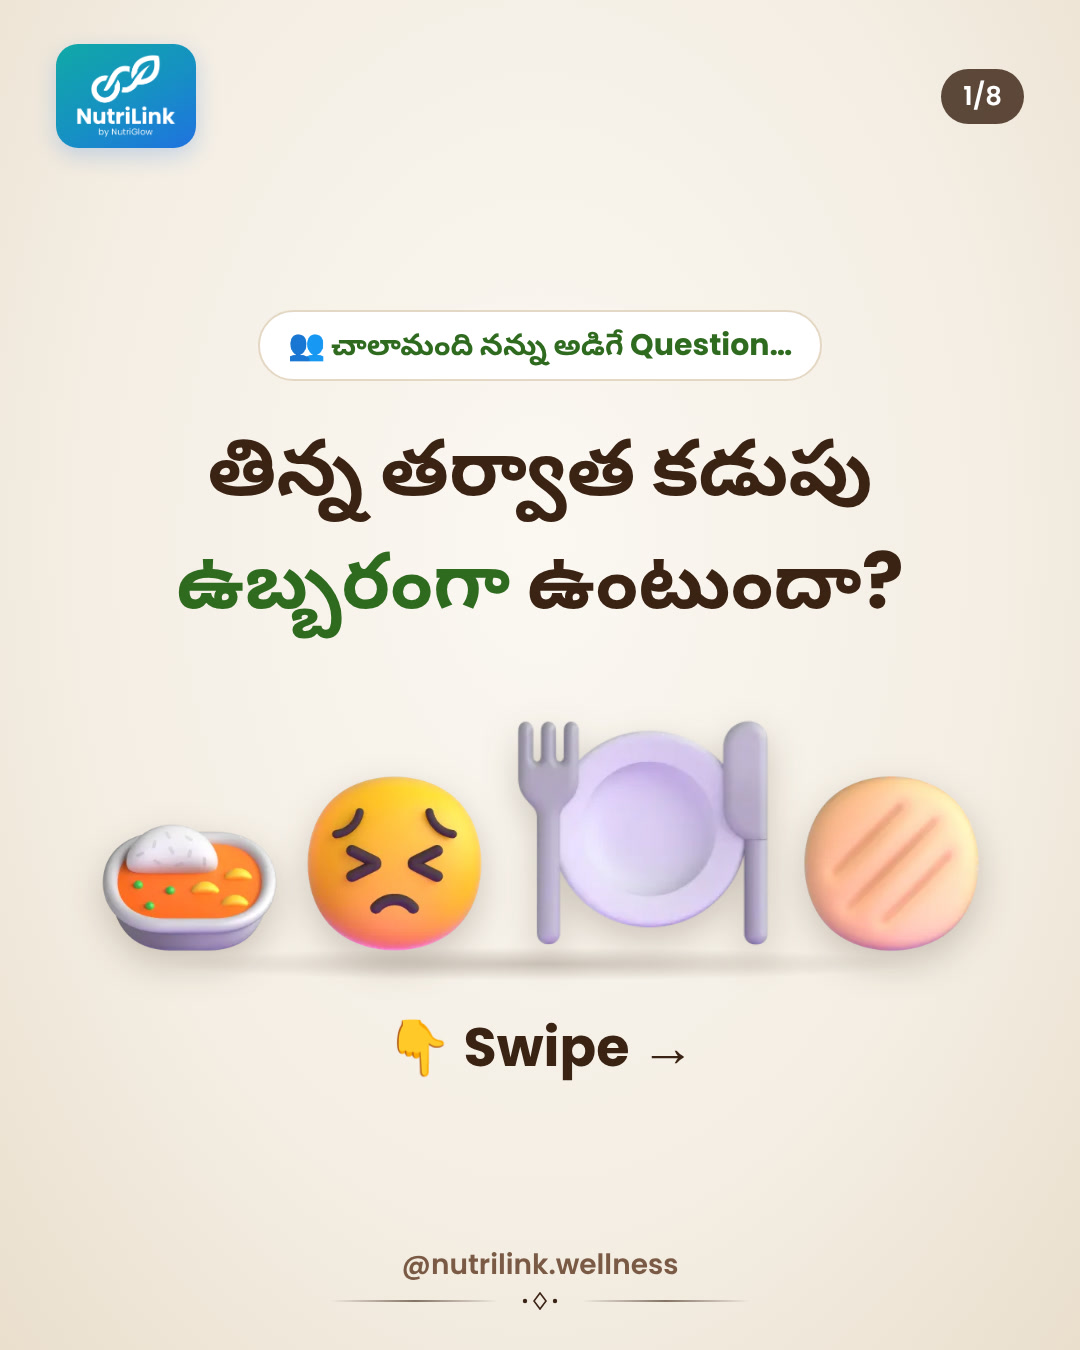 NutriLink
by NutriGlow
1/8
👥 చాలామంది నన్ను అడిగే Question...
తిన్న తర్వాత కడుపు
ఉబ్బరంగా ఉంటుందా?
👇 Swipe →
@nutrilink.wellness